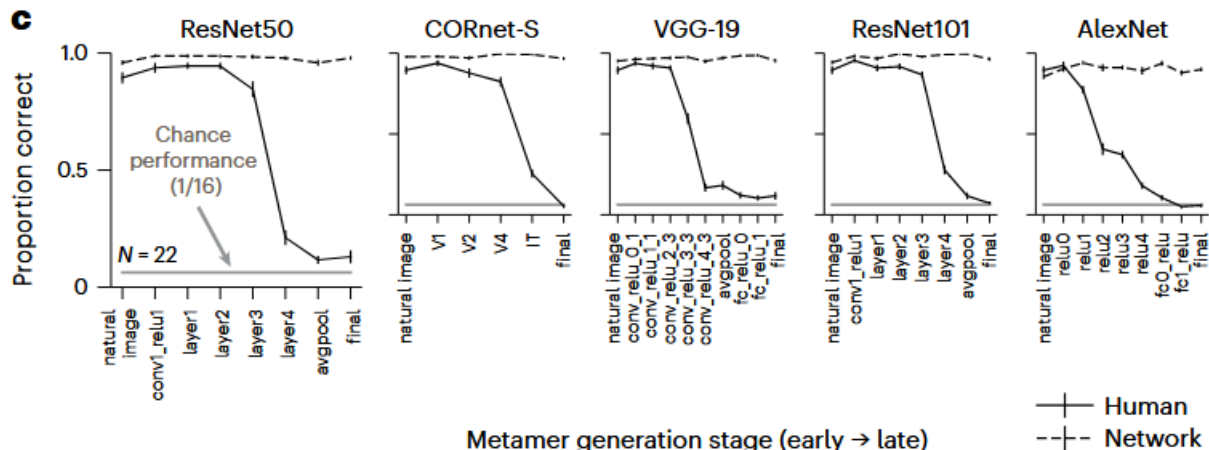 c
ResNet50
CORnet-S
VGG-19
ResNet101
AlexNet
Proportion correct
1.0
0.5
0
Chance
performance
(1/16)
N = 22
natural
image
conv1_relu1
layer1
layer2
layer3
layer4
avgpool
final
natural image
V1
V2
V4
IT
final
natural image
conv_relu_0_1
conv_relu_1_1
conv_relu_2_3
conv_relu_3_3
conv_relu_4_3
avgpool
fc_relu_0
fc_relu_1
final
natural image
conv1_relu1
layer1
layer2
layer3
layer4
avgpool
final
natural image
relu0
relu1
relu2
relu3
relu4
fc0_relu
fc1_relu
final
Metamer generation stage (early → late)
Human
Network